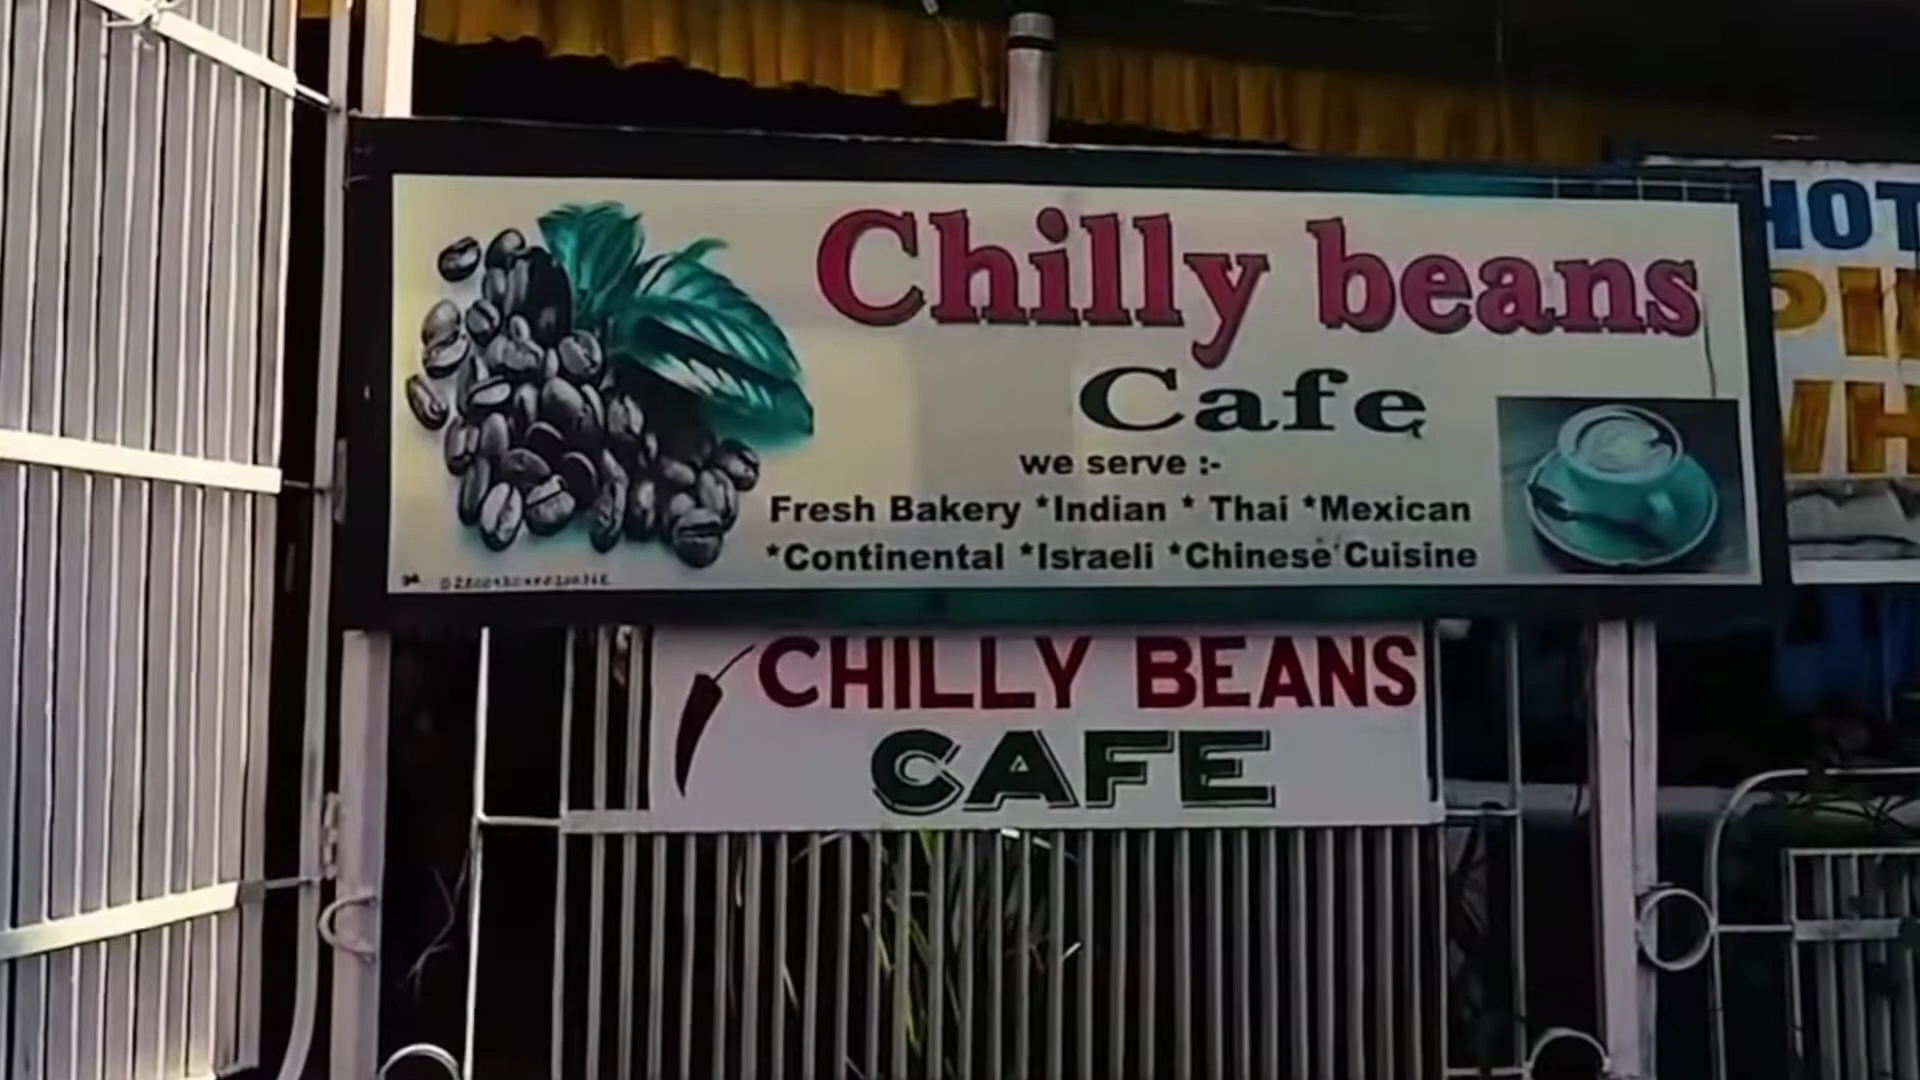 Chilly beans
Cafe
we serve :-
Fresh Bakery *Indian * Thai *Mexican
*Continental *Israeli *Chinese Cuisine
CHILLY BEANS
CAFE
HOT